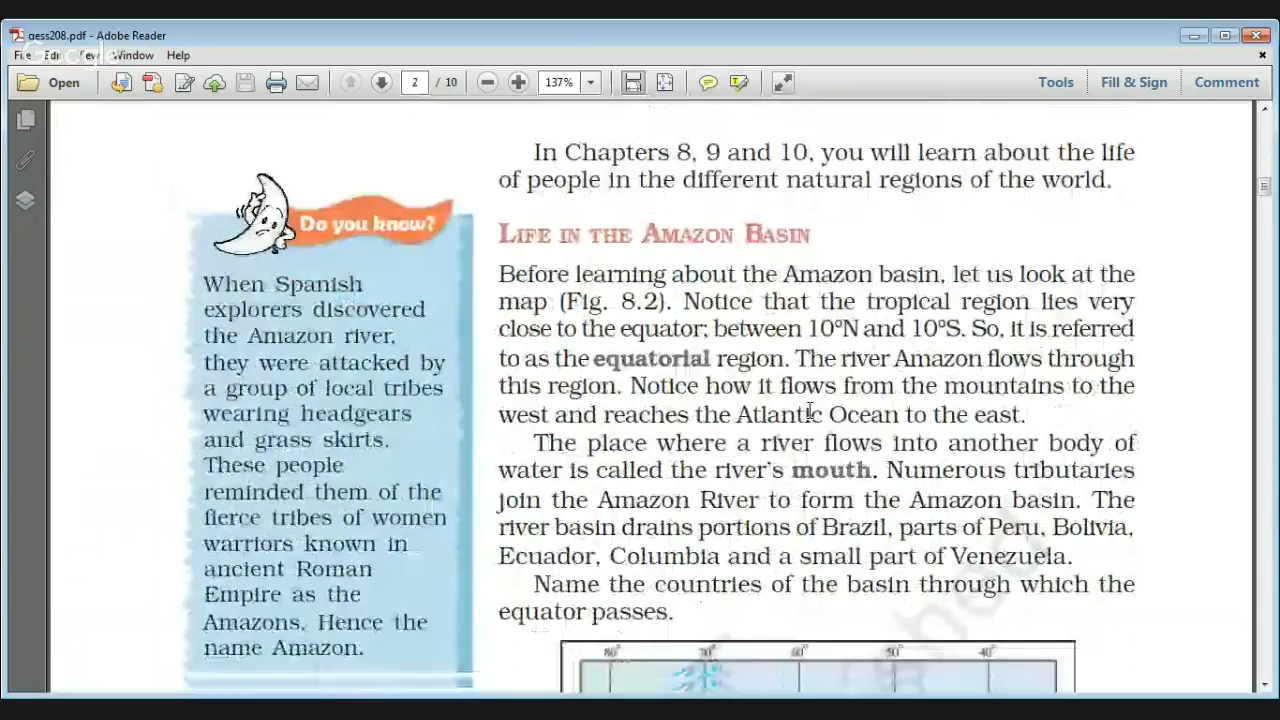 gess208.pdf - Adobe Reader
Google
File Edit View Window Help
Open
2 / 10
137%
Tools
Fill & Sign
Comment
In Chapters 8, 9 and 10, you will learn about the life
of people in the different natural regions of the world.
LIFE IN THE AMAZON BASIN
Before learning about the Amazon basin, let us look at the
map (Fig. 8.2). Notice that the tropical region lies very
close to the equator; between 10°N and 10°S. So, it is referred
to as the equatorial region. The river Amazon flows through
this region. Notice how it flows from the mountains to the
west and reaches the Atlantic Ocean to the east.
The place where a river flows into another body of
water is called the river's mouth. Numerous tributaries
join the Amazon River to form the Amazon basin. The
river basin drains portions of Brazil, parts of Peru, Bolivia,
Ecuador, Columbia and a small part of Venezuela.
Name the countries of the basin through which the
equator passes.
80° 70° 60° 50° 40°
Do you know?
When Spanish
explorers discovered
the Amazon river,
they were attacked by
a group of local tribes
wearing headgears
and grass skirts.
These people
reminded them of the
fierce tribes of women
warriors known in
ancient Roman
Empire as the
Amazons. Hence the
name Amazon.